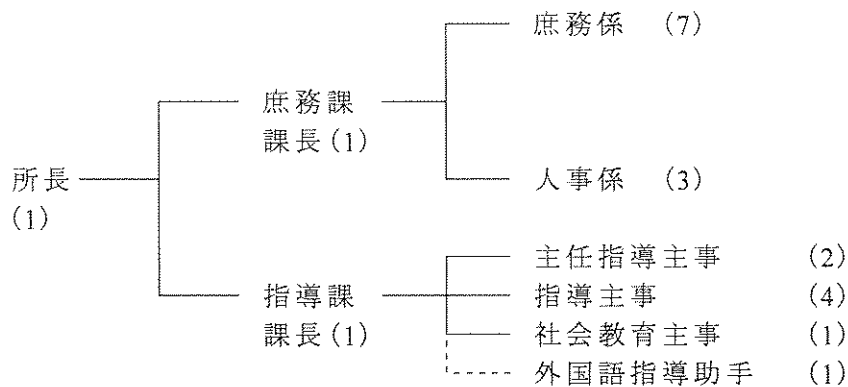 庶務係 (7)
庶務課
課長(1)
人事係 (3)
所長
(1)
主任指導主事 (2)
指導課
課長(1)
指導主事 (4)
社会教育主事 (1)
外国語指導助手 (1)